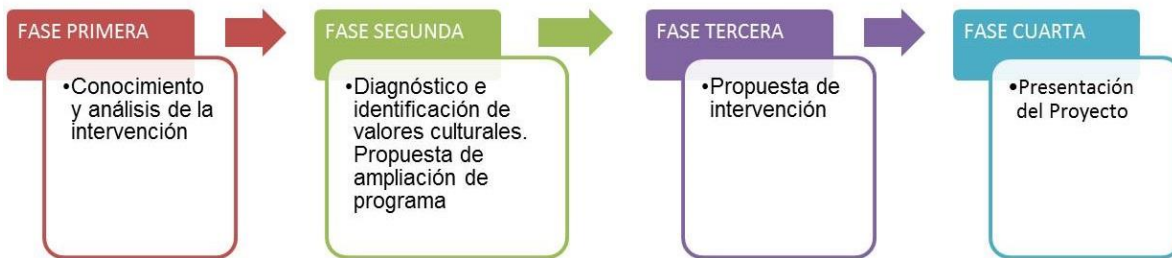 FASE PRIMERA
•Conocimiento
y análisis de la
intervención
FASE SEGUNDA
•Diagnóstico e
identificación de
valores culturales.
Propuesta de
ampliación de
programa
FASE TERCERA
•Propuesta de
intervención
FASE CUARTA
•Presentación
del Proyecto